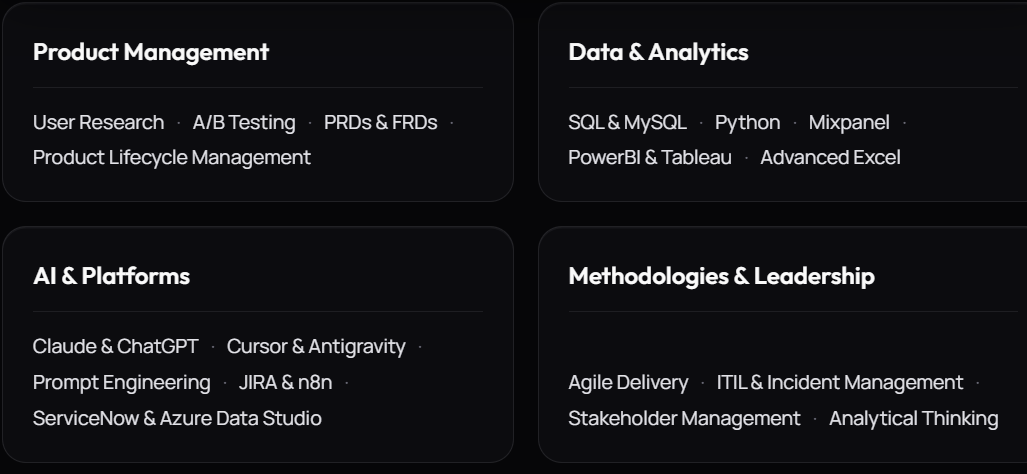 Product Management
User Research · A/B Testing · PRDs & FRDs ·
Product Lifecycle Management
Data & Analytics
SQL & MySQL · Python · Mixpanel ·
PowerBI & Tableau · Advanced Excel
AI & Platforms
Claude & ChatGPT · Cursor & Antigravity ·
Prompt Engineering · JIRA & n8n ·
ServiceNow & Azure Data Studio
Methodologies & Leadership
Agile Delivery · ITIL & Incident Management ·
Stakeholder Management · Analytical Thinking